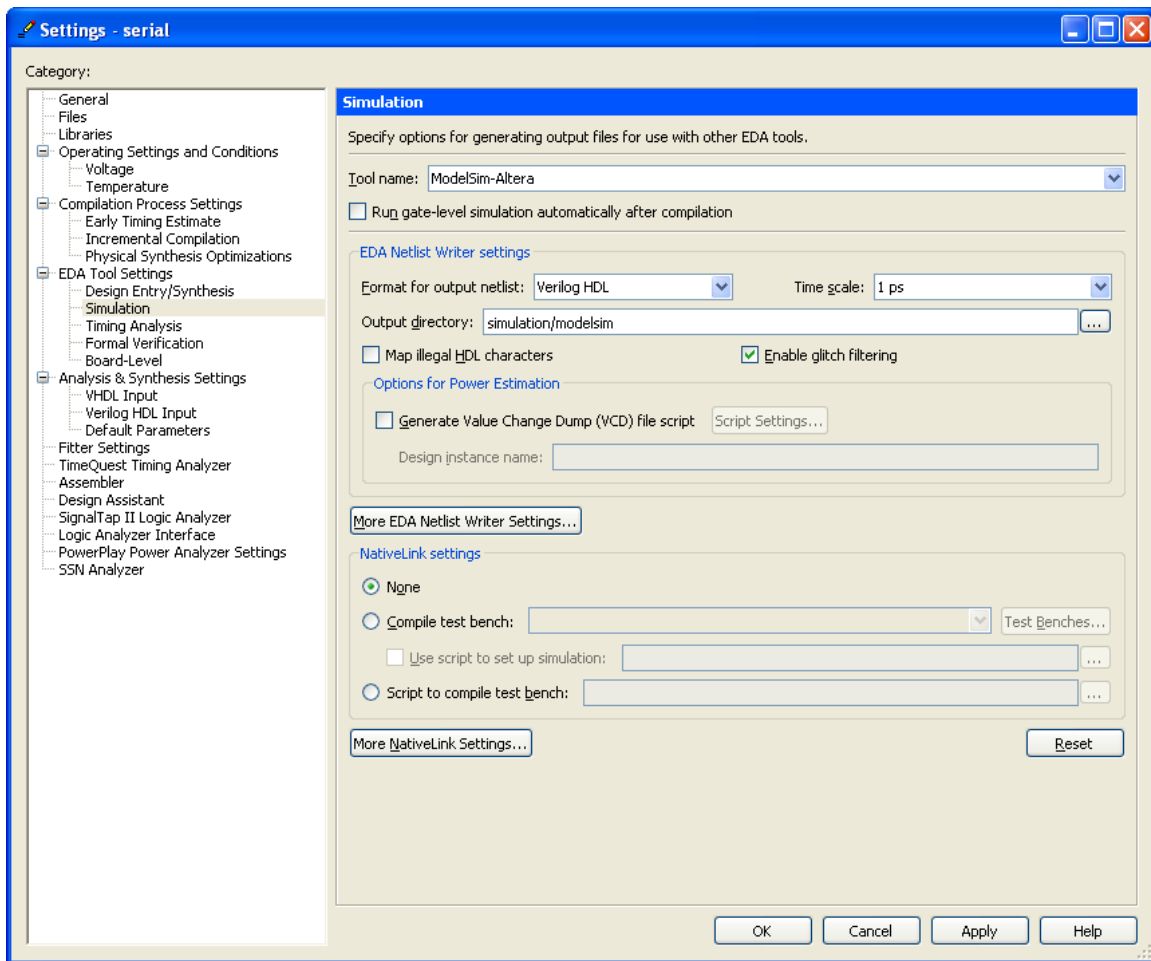 Settings - serial
Category:
General
Files
Libraries
Operating Settings and Conditions
Voltage
Temperature
Compilation Process Settings
Early Timing Estimate
Incremental Compilation
Physical Synthesis Optimizations
EDA Tool Settings
Design Entry/Synthesis
Simulation
Timing Analysis
Formal Verification
Board-Level
Analysis & Synthesis Settings
VHDL Input
Verilog HDL Input
Default Parameters
Fitter Settings
TimeQuest Timing Analyzer
Assembler
Design Assistant
SignalTap II Logic Analyzer
Logic Analyzer Interface
PowerPlay Power Analyzer Settings
SSN Analyzer
Simulation
Specify options for generating output files for use with other EDA tools.
Tool name: ModelSim-Altera
Run gate-level simulation automatically after compilation
EDA Netlist Writer settings
Format for output netlist: Verilog HDL Time scale: 1 ps
Output directory: simulation/modelsim ...
Map illegal HDL characters Enable glitch filtering
Options for Power Estimation
Generate Value Change Dump (VCD) file script Script Settings...
Design instance name:
More EDA Netlist Writer Settings...
NativeLink settings
None
Compile test bench: Test Benches...
Use script to set up simulation: ...
Script to compile test bench: ...
More NativeLink Settings... Reset
OK Cancel Apply Help